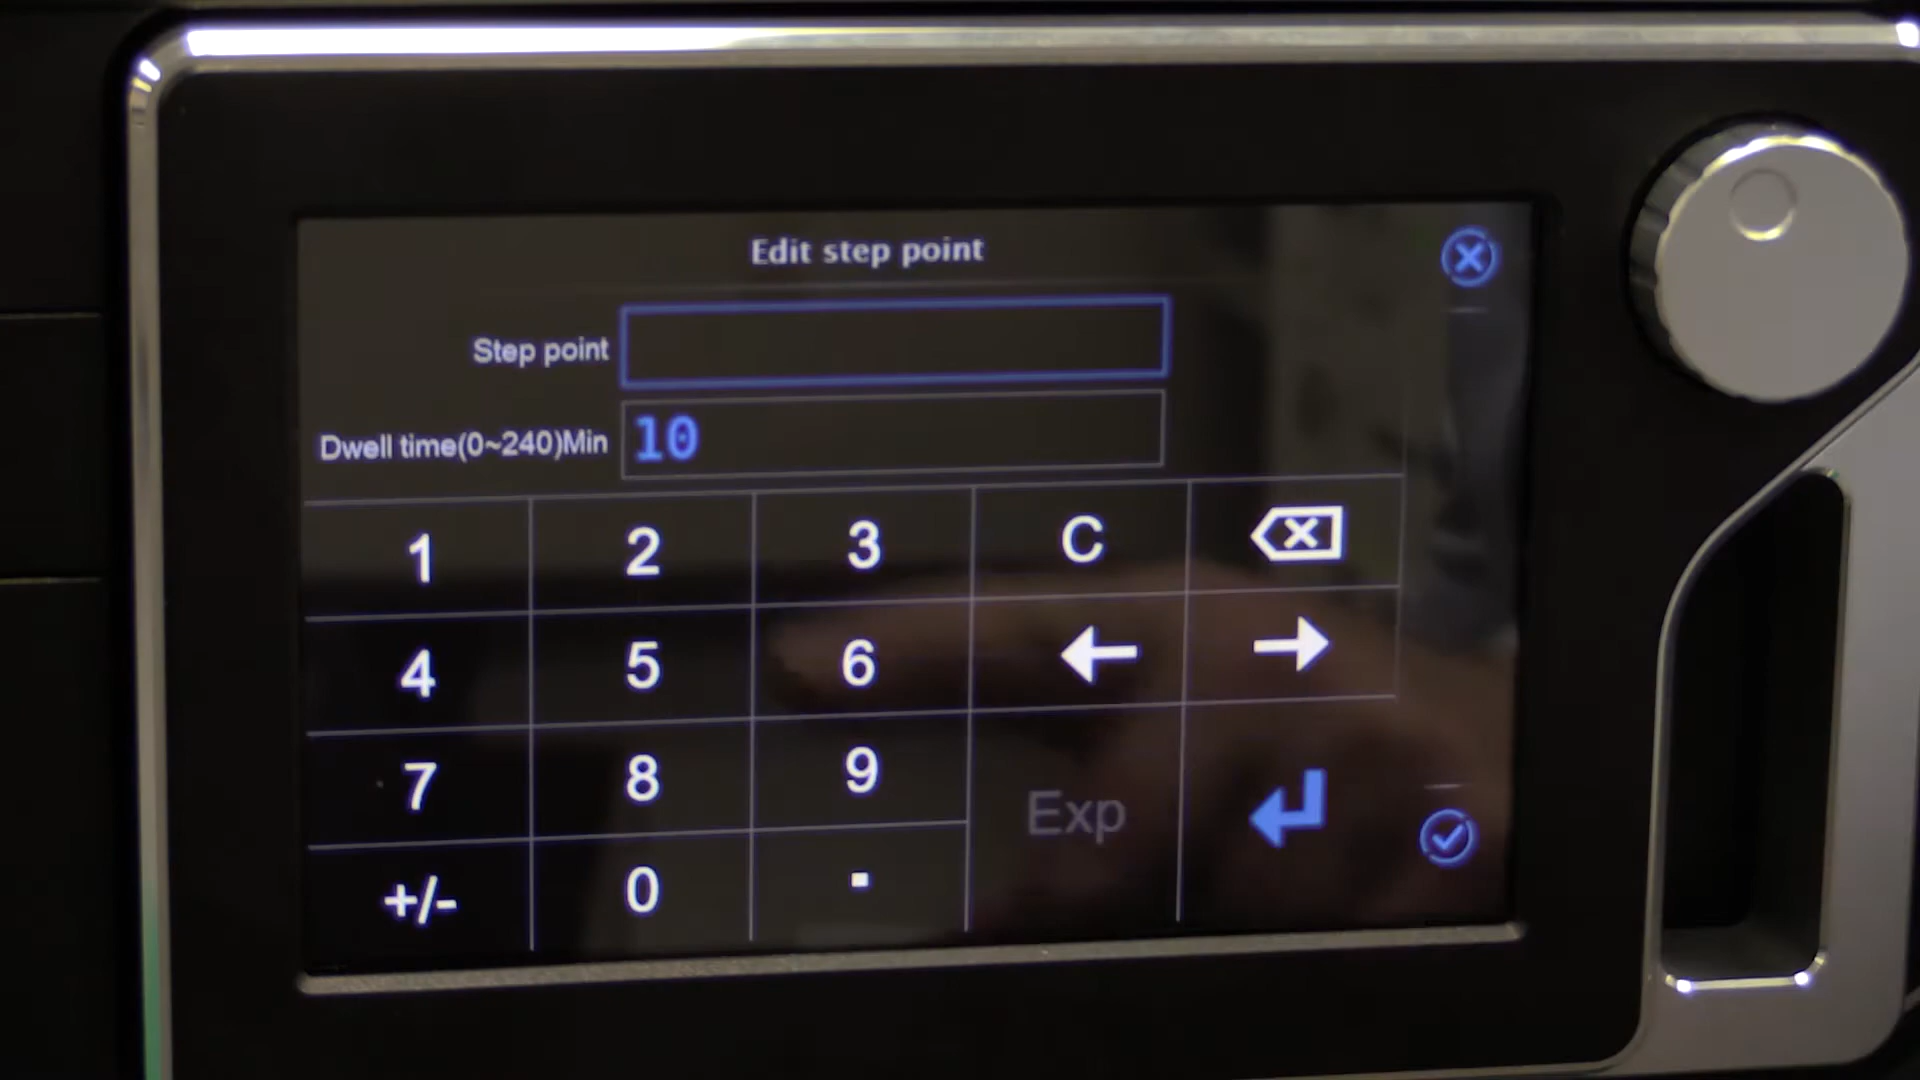 Edit step point
Step point
Dwell time(0~240)Min 10
1 2 3 C
4 5 6
7 8 9
Exp
+/- 0 .